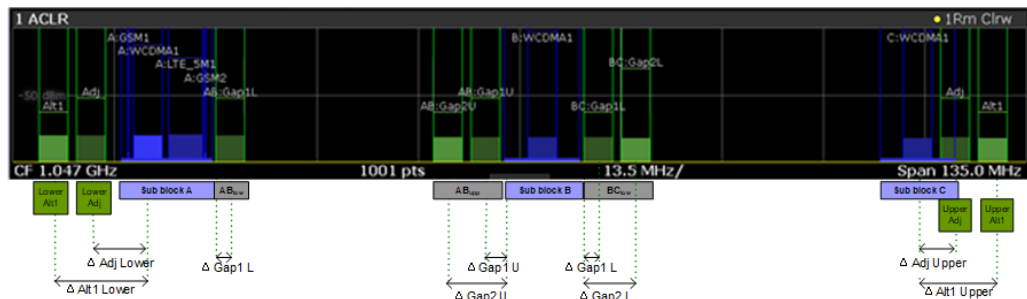 1 ACLR
1Rm Clrw
A:GSM1
B:WCDMA1
C:WCDMA1
A:WCDMA1
A:LTE_5M1
BC:Gap2L
A:GSM2
-50 dBm
Adj
AB:Gap1L
AB:Gap1U
Adj
Alt1
AB:Gap2U
BC:Gap1L
Alt1
CF 1.047 GHz
1001 pts
13.5 MHz/
Span 135.0 MHz
Lower Alt1
Lower Adj
Sub block A
ABlow
ABupp
Sub block B
BClow
Sub block C
Upper Adj
Upper Alt1
Δ Adj Lower
Δ Gap1 L
Δ Gap1 U
Δ Gap1 L
Δ Adj Upper
Δ Alt1 Lower
Δ Gap2 U
Δ Gap2 L
Δ Alt1 Upper